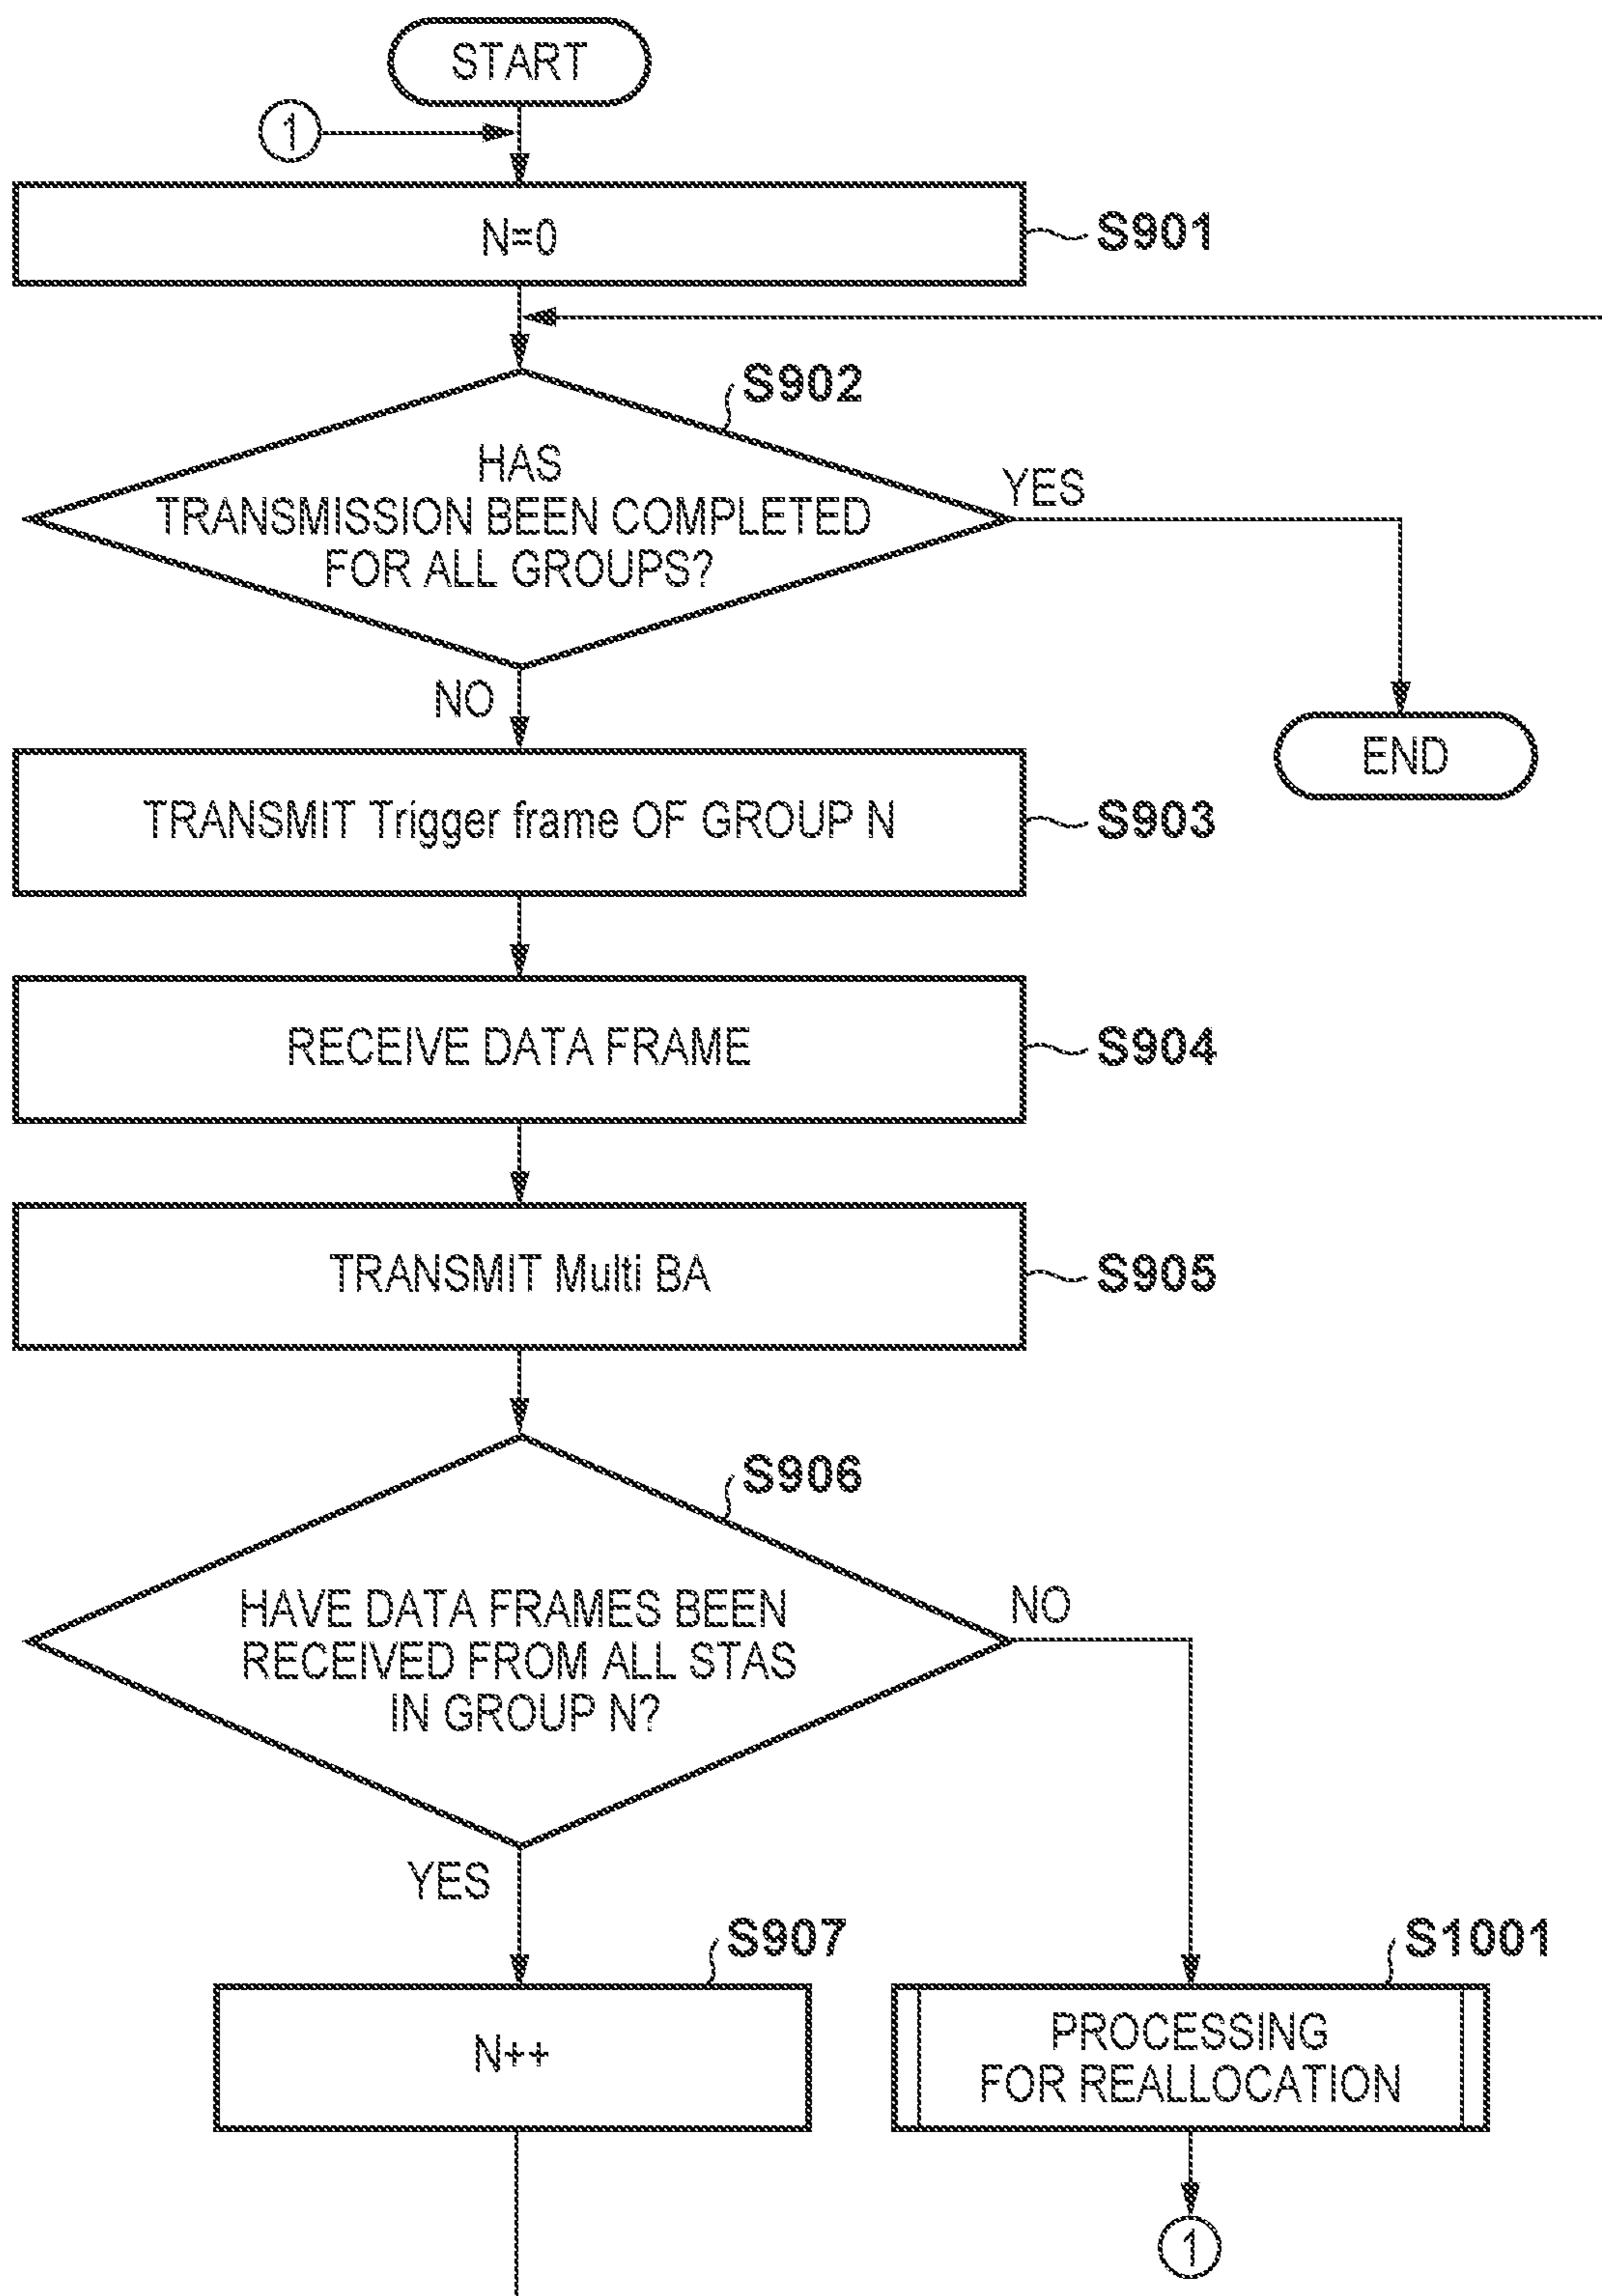 START
1
N=0
S901
S902
HAS
TRANSMISSION BEEN COMPLETED
FOR ALL GROUPS?
YES
NO
END
TRANSMIT Trigger frame OF GROUP N
S903
RECEIVE DATA FRAME
S904
TRANSMIT Multi BA
S905
S906
HAVE DATA FRAMES BEEN
RECEIVED FROM ALL STAS
IN GROUP N?
NO
YES
S907
N++
S1001
PROCESSING
FOR REALLOCATION
1